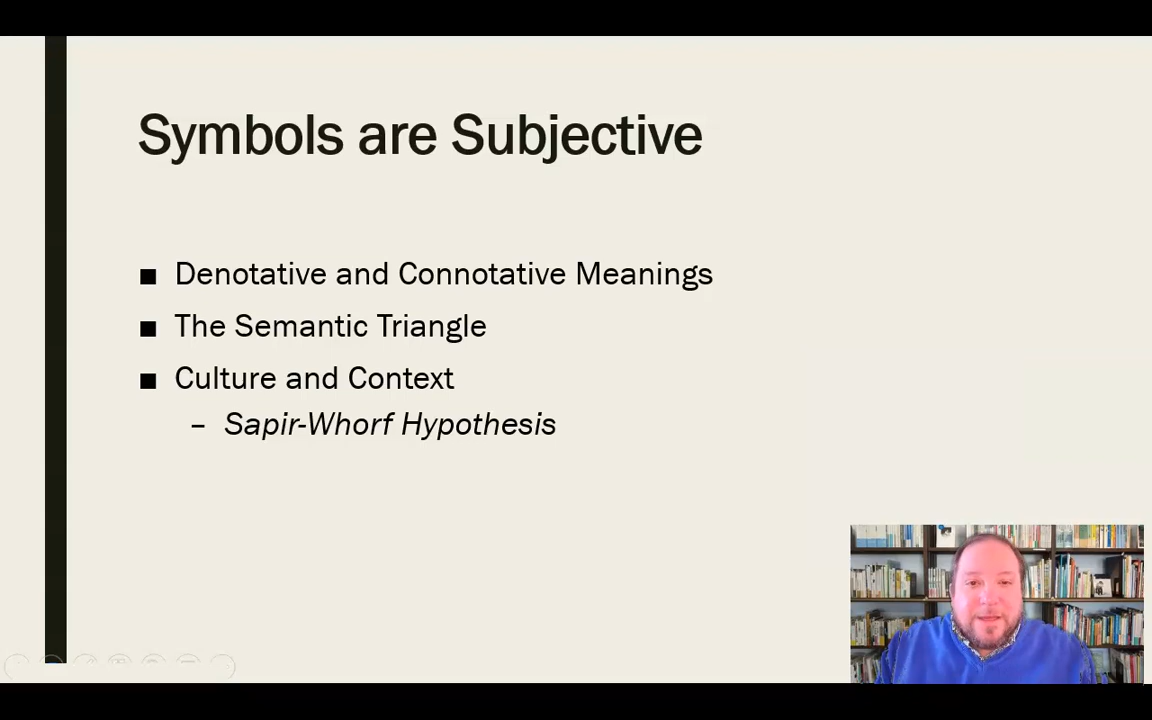 Symbols are Subjective
■ Denotative and Connotative Meanings
■ The Semantic Triangle
■ Culture and Context
– Sapir-Whorf Hypothesis